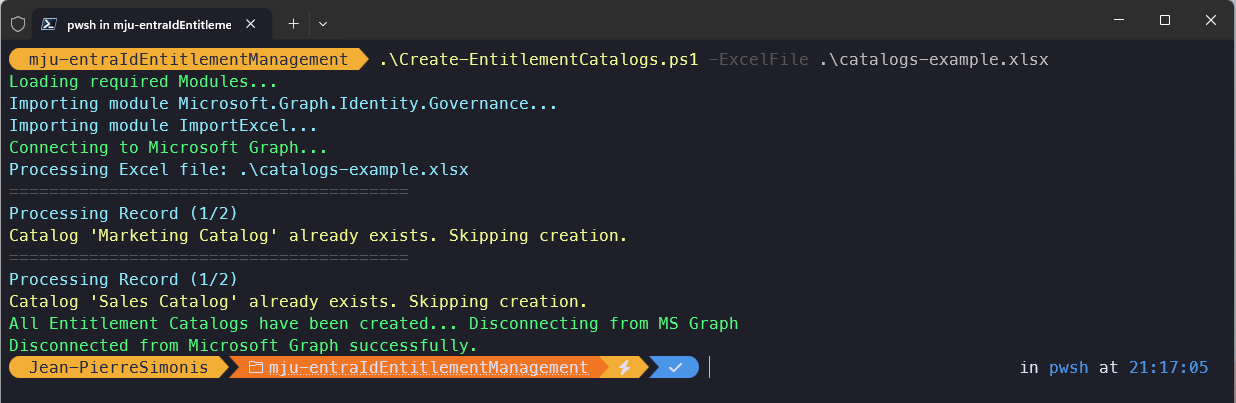 pwsh in mju-entraIdEntitleme
mju-entraIdEntitlementManagement .\Create-EntitlementCatalogs.ps1 -ExcelFile .\catalogs-example.xlsx
Loading required Modules...
Importing module Microsoft.Graph.Identity.Governance...
Importing module ImportExcel...
Connecting to Microsoft Graph...
Processing Excel file: .\catalogs-example.xlsx
========================================
Processing Record (1/2)
Catalog 'Marketing Catalog' already exists. Skipping creation.
========================================
Processing Record (1/2)
Catalog 'Sales Catalog' already exists. Skipping creation.
All Entitlement Catalogs have been created... Disconnecting from MS Graph
Disconnected from Microsoft Graph successfully.
Jean-PierreSimonis mju-entraIdEntitlementManagement in pwsh at 21:17:05